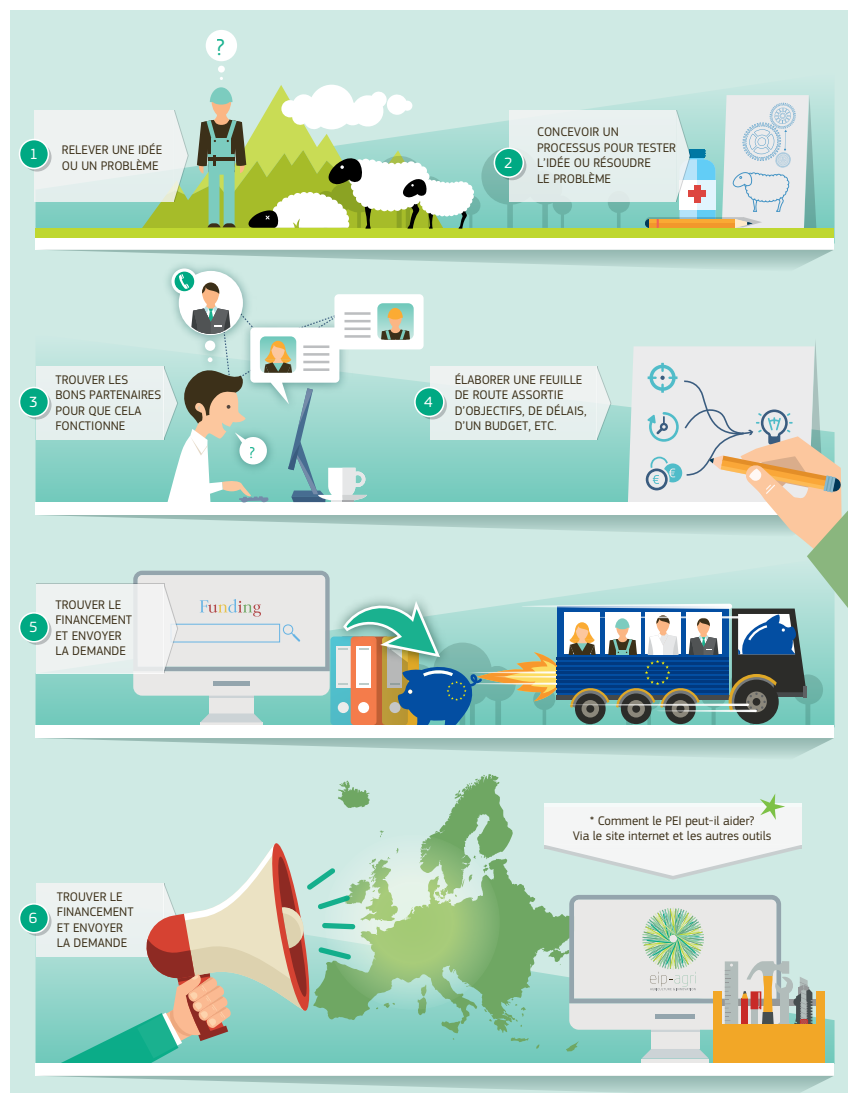 ?
1
RELEVER UNE IDÉE
OU UN PROBLÈME
2
CONCEVOIR UN
PROCESSUS POUR TESTER
L'IDÉE OU RÉSOUDRE
LE PROBLÈME
3
TROUVER LES
BONS PARTENAIRES
POUR QUE CELA
FONCTIONNE
?
4
ÉLABORER UNE FEUILLE
DE ROUTE ASSORTIE
D'OBJECTIFS, DE DÉLAIS,
D'UN BUDGET, ETC.
€
€
5
TROUVER LE
FINANCEMENT
ET ENVOYER
LA DEMANDE
Funding
6
TROUVER LE
FINANCEMENT
ET ENVOYER
LA DEMANDE
* Comment le PEI peut-il aider?
Via le site internet et les autres outils
eip-agri